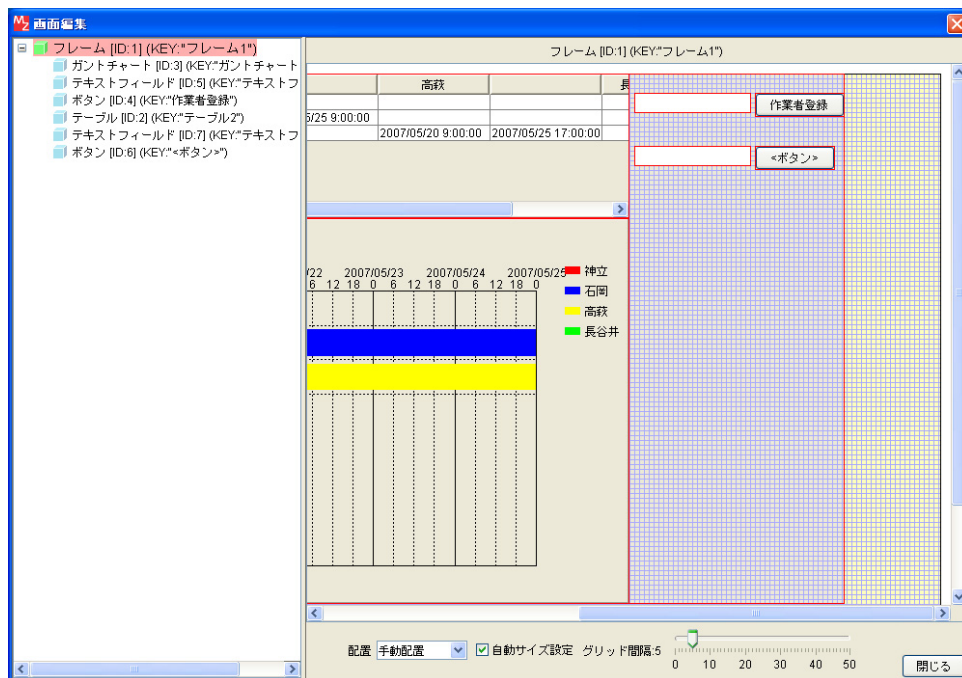 MZ 画面編集
フレーム [ID:1] (KEY:"フレーム1")
ガントチャート [ID:3] (KEY:"ガントチャート
テキストフィールド [ID:5] (KEY:"テキストフ
ボタン [ID:4] (KEY:"作業者登録")
テーブル [ID:2] (KEY:"テーブル2")
テキストフィールド [ID:7] (KEY:"テキストフ
ボタン [ID:6] (KEY:"<ボタン>")
フレーム [ID:1] (KEY:"フレーム1")
高萩 長
5/25 9:00:00
2007/05/20 9:00:00 2007/05/25 17:00:00
作業者登録
<ボタン>
/22 2007/05/23 2007/05/24 2007/05/25
6 12 18 0 6 12 18 0 6 12 18 0
神立
石岡
高萩
長谷井
配置 手動配置 自動サイズ設定 グリッド間隔:5
0 10 20 30 40 50
閉じる